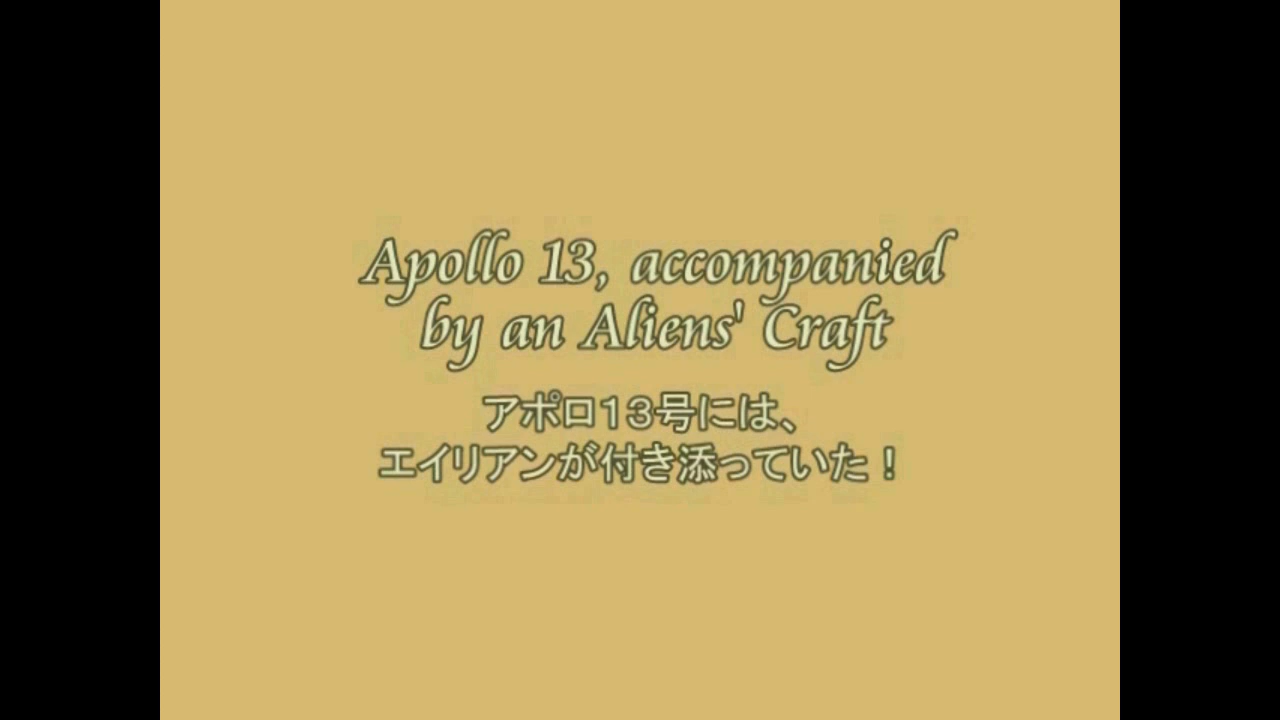 Apollo 13, accompanied
by an Aliens' Craft
アポロ１３号には、
エイリアンが付き添っていた！